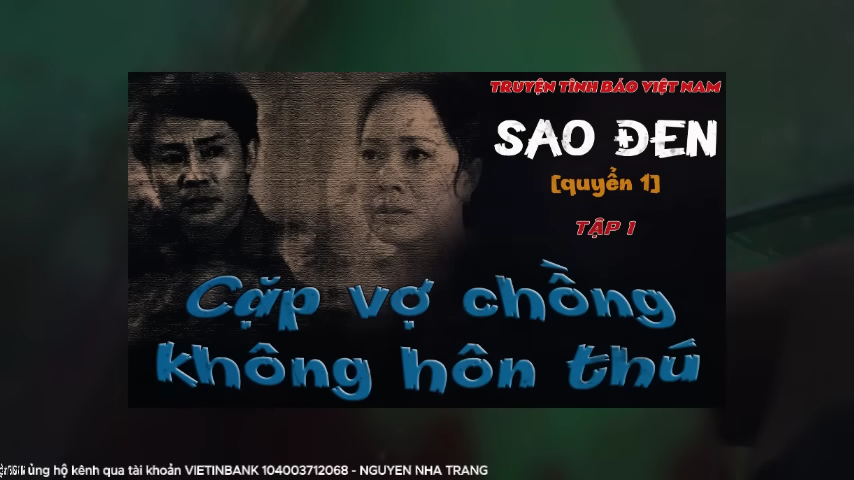 TRUYỆN TÌNH BÁO VIỆT NAM
SAO ĐEN
[quyển 1]
TẬP 1
Cặp vợ chồng
không hôn thú
ủng hộ kênh qua tài khoản VIETINBANK 104003712068 - NGUYEN NHA TRANG